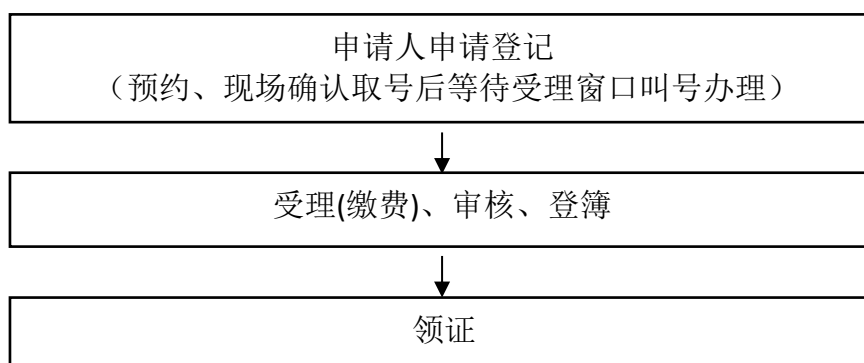 申请人申请登记
（预约、现场确认取号后等待受理窗口叫号办理）
受理(缴费)、审核、登簿
领证